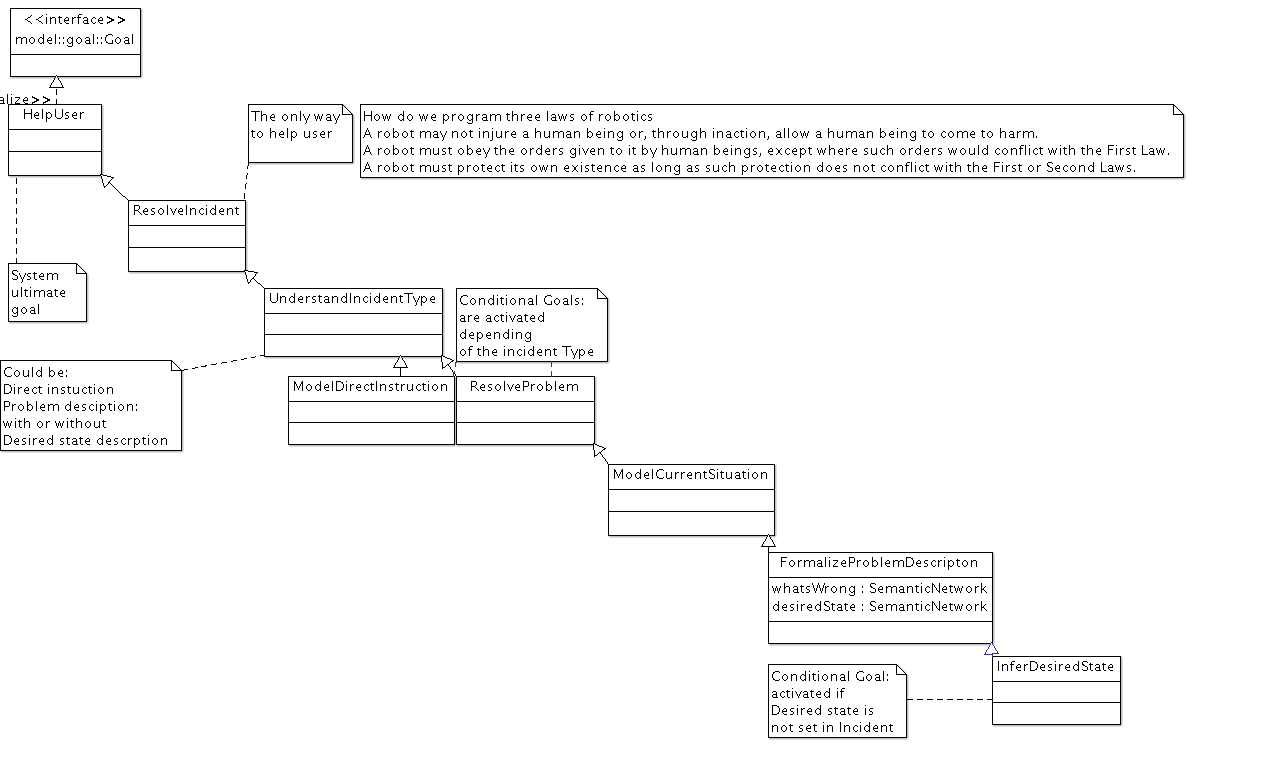 <<interface>>
model::goal::Goal
alize>>
HelpUser
The only way
to help user
How do we program three laws of robotics
A robot may not injure a human being or, through inaction, allow a human being to come to harm.
A robot must obey the orders given to it by human beings, except where such orders would conflict with the First Law.
A robot must protect its own existence as long as such protection does not conflict with the First or Second Laws.
ResolveIncident
System
ultimate
goal
UnderstandIncidentType
Conditional Goals:
are activated
depending
of the incident Type
Could be:
Direct instuction
Problem desciption:
with or without
Desired state descrption
ModelDirectInstruction
ResolveProblem
ModelCurrentSituation
FormalizeProblemDescripton
whatsWrong : SemanticNetwork
desiredState : SemanticNetwork
InferDesiredState
Conditional Goal:
activated if
Desired state is
not set in Incident